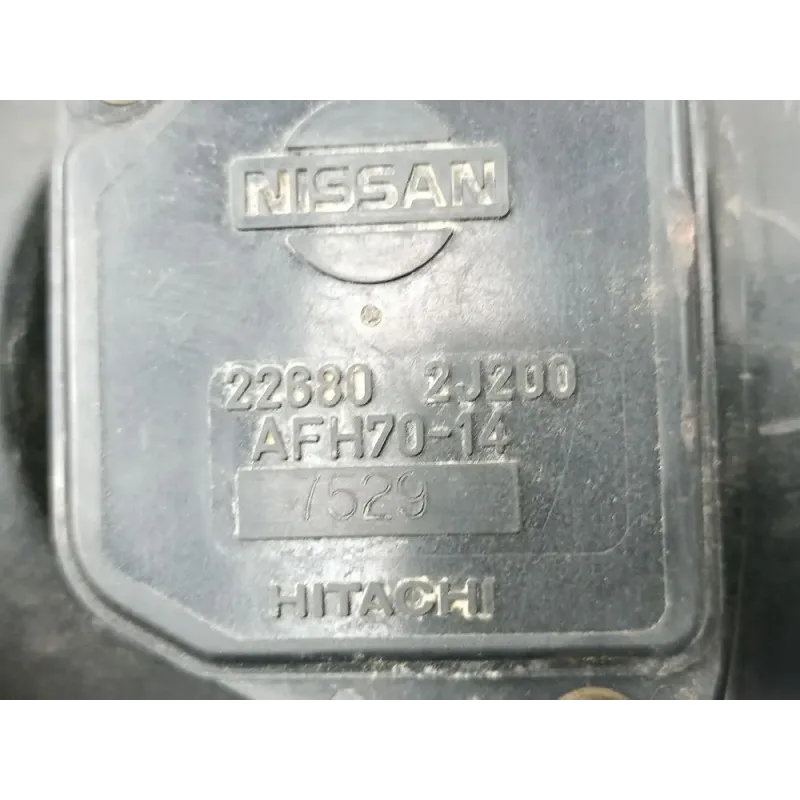 NISSAN
22680 2J200
AFH70-14
7529
HITACHI